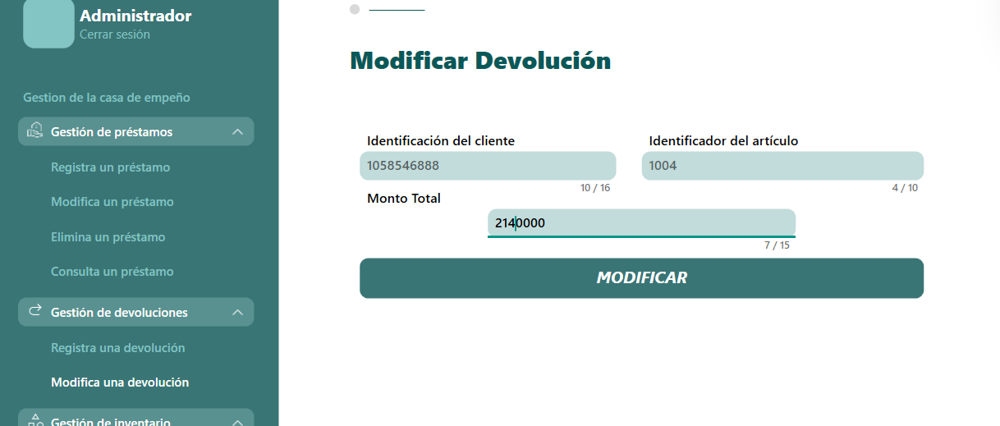 Administrador
Cerrar sesión
Gestion de la casa de empeño
Gestión de préstamos
Registra un préstamo
Modifica un préstamo
Elimina un préstamo
Consulta un préstamo
Gestión de devoluciones
Registra una devolución
Modifica una devolución
Gestión de inventario
Modificar Devolución
Identificación del cliente
1058546888
10 / 16
Identificador del artículo
1004
4 / 10
Monto Total
2140000
7 / 15
MODIFICAR